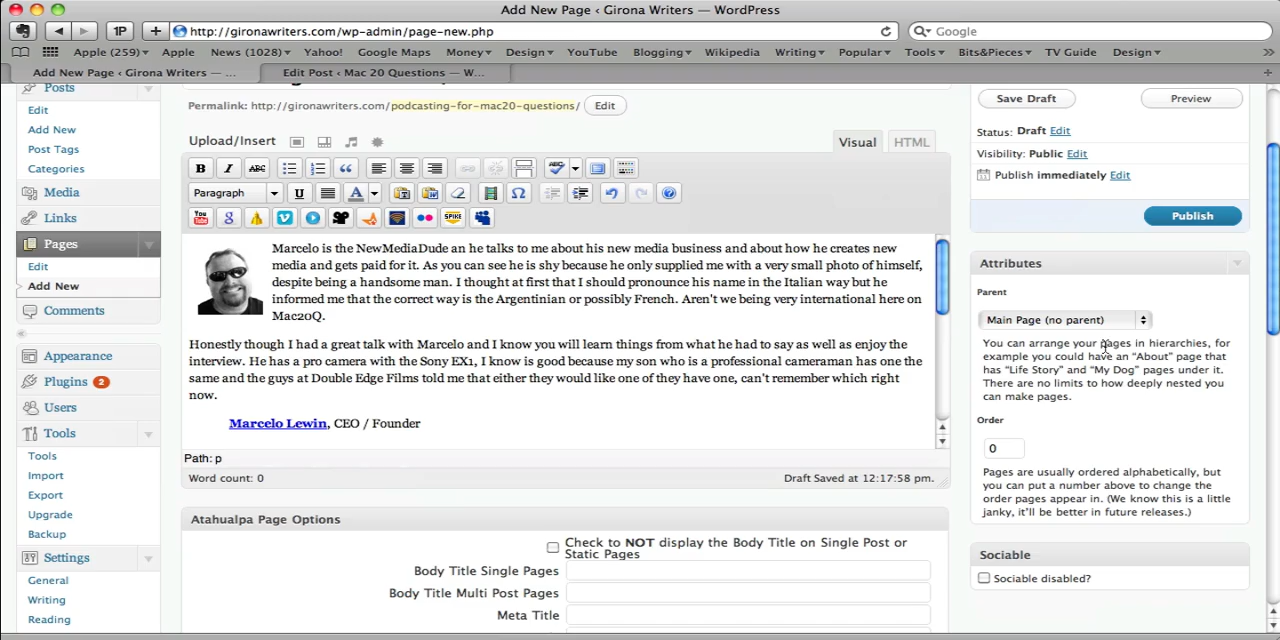 Add New Page ‹ Girona Writers — WordPress
1P
http://gironawriters.com/wp-admin/page-new.php
Google
Apple (259) Apple News (1028) Yahoo! Google Maps Money Design YouTube Blogging Wikipedia Writing Popular Tools Bits&Pieces TV Guide Design
Add New Page ‹ Girona Writers — ...
Edit Post ‹ Mac 20 Questions — W...
Posts
Edit
Add New
Post Tags
Categories
Media
Links
Pages
Edit
Add New
Comments
Appearance
Plugins 2
Users
Tools
Tools
Import
Export
Upgrade
Backup
Settings
General
Writing
Reading
Permalink: http://gironawriters.com/podcasting-for-mac20-questions/ Edit
Upload/Insert
Visual HTML
B I ABC ABC
Paragraph U A
You Tube g SPIKE
Marcelo is the NewMediaDude an he talks to me about his new media business and about how he creates new
media and gets paid for it. As you can see he is shy because he only supplied me with a very small photo of himself,
despite being a handsome man. I thought at first that I should pronounce his name in the Italian way but he
informed me that the correct way is the Argentinian or possibly French. Aren't we being very international here on
Mac20Q.
Honestly though I had a great talk with Marcelo and I know you will learn things from what he had to say as well as enjoy the
interview. He has a pro camera with the Sony EX1, I know is good because my son who is a professional cameraman has one the
same and the guys at Double Edge Films told me that either they would like one of they have one, can't remember which right
now.
Marcelo Lewin, CEO / Founder
Path: p
Word count: 0
Draft Saved at 12:17:58 pm.
Atahualpa Page Options
Check to NOT display the Body Title on Single Post or
Static Pages
Body Title Single Pages
Body Title Multi Post Pages
Meta Title
Save Draft
Preview
Status: Draft Edit
Visibility: Public Edit
Publish immediately Edit
Publish
Attributes
Parent
Main Page (no parent)
You can arrange your pages in hierarchies, for
example you could have an “About” page that
has “Life Story” and “My Dog” pages under it.
There are no limits to how deeply nested you
can make pages.
Order
0
Pages are usually ordered alphabetically, but
you can put a number above to change the
order pages appear in. (We know this is a little
janky, it'll be better in future releases.)
Sociable
Sociable disabled?